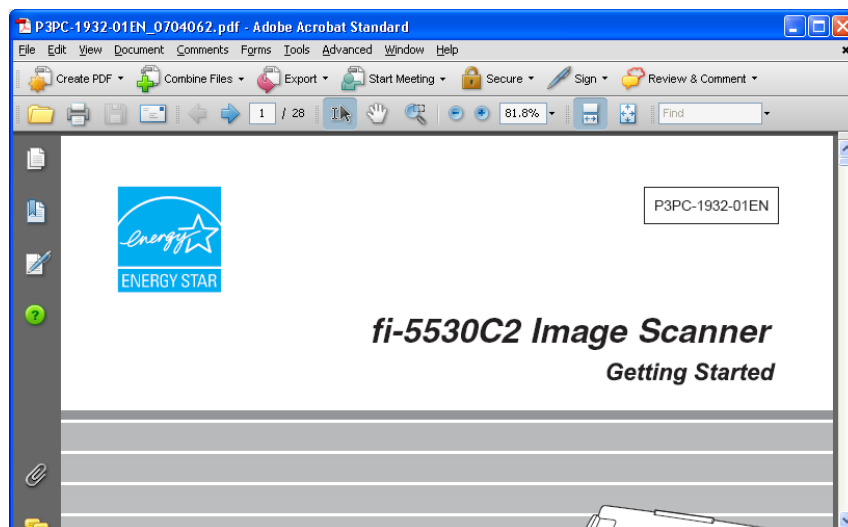 P3PC-1932-01EN_0704062.pdf - Adobe Acrobat Standard
File Edit View Document Comments Forms Tools Advanced Window Help
Create PDF Combine Files Export Start Meeting Secure Sign Review & Comment
1 / 28 81.8% Find
P3PC-1932-01EN
energy
ENERGY STAR
fi-5530C2 Image Scanner
Getting Started